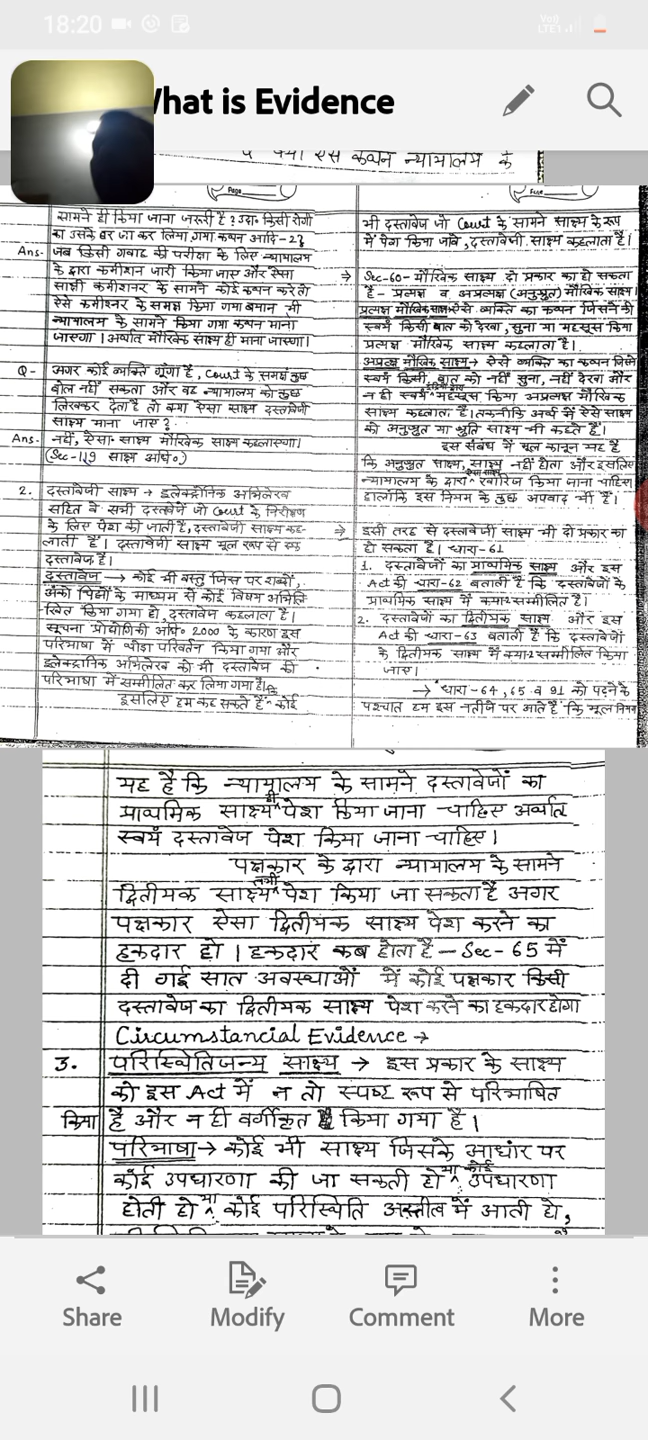 18:20
Vo)) LTE1
What is Evidence
Page
सामने ही किया जाना जरूरी है ? उदा॰ किसी रोगी
का उसके घर जा कर लिया गया कथन आदि-2?
Ans- जब किसी गवाह की परीक्षा के लिए न्यायालय
के द्वारा कमीशन जारी किया जाए और ऐसा
साक्षी कमीशनर के सामने कोई कथन करे तो
ऐसे कमीश्नर के समक्ष किया गया बयान भी
न्यायालय के सामने किया गया कथन माना
जाएगा। अर्थात मौखिक साक्ष्य ही माना जाएगा।
Q- अगर कोई व्यक्ति गूंगा है, Court के समक्ष कुछ
बोल नहीं सकता और वह न्यायालय को कुछ
लिखकर देता है तो क्या ऐसा साक्ष्य दस्तावेजी
साक्ष्य माना जाए ?
Ans- नहीं, ऐसा साक्ष्य मौखिक साक्ष्य कहलाएगा।
(Sec-119 साक्ष्य अधि॰)
2. दस्तावेजी साक्ष्य → इलेक्ट्रोनिक अभिलेख
सहित वे सभी दस्तावेज जो Court के निरीक्षण
के लिए पेश की जाती है, दस्तावेजी साक्ष्य कह-
लाती हैं। दस्तावेजी साक्ष्य मूल रूप से एक
दस्तावेज है।
दस्तावेज → कोई भी वस्तु जिस पर शब्दों,
अंको चिह्नों के माध्यम से कोई विषय अभिलि-
खित किया गया हो, दस्तावेज कहलाता है।
सूचना प्रोद्योगिकी अधि॰ 2000 के कारण इस
परिभाषा में थोड़ा परिवर्तन किया गया और
इलेक्ट्रानिक अभिलेख को भी दस्तावेज की
परिभाषा में सम्मीलित कर लिया गया है।
इसलिए हम कह सकते हैं कि कोई
भी दस्तावेज जो Court के सामने साक्ष्य के रूप
में पेश किया जावे, दस्तावेजी साक्ष्य कहलाता है।
→ Sec-60- मौखिक साक्ष्य दो प्रकार का हो सकता
है - प्रत्यक्ष व अप्रत्यक्ष (अनुश्रुत) मौखिक साक्ष्य।
प्रत्यक्ष मौखिक साक्ष्य → ऐसे व्यक्ति का कथन जिसने की
स्वयं किसी बात को देखा, सुना या महसूस किया
प्रत्यक्ष मौखिक साक्ष्य कहलाता है।
अप्रत्यक्ष मौखिक साक्ष्य → ऐसे व्यक्ति का कथन जिसने
स्वयं किसी बात को नहीं सुना, नहीं देखा और
न ही स्वयं महसूस किया अप्रत्यक्ष मौखिक
साक्ष्य कहलाता है। तकनीकि अर्थ में ऐसे साक्ष्य
को अनुश्रुत या श्रुति साक्ष्य भी कहते हैं।
इस संबंध में मूल कानून यह है
कि अनुश्रुत साक्ष्य, साक्ष्य नहीं होता और इसलिए
न्यायालय के द्वारा ऐसा साक्ष्य खारिज किया जाना चाहिए
हालांकि इस नियम के कुछ अपवाद भी हैं।
→ इसी तरह से दस्तावेजी साक्ष्य भी दो प्रकार का
हो सकता है। धारा-61
1. दस्तावेजों का प्राथमिक साक्ष्य और इस
Act की धारा-62 बताती है कि दस्तावेजों के
प्राथमिक साक्ष्य में क्या2 सम्मीलित है।
2. दस्तावेजों का द्वितीयक साक्ष्य और इस
Act की धारा-63 बताती है कि दस्तावेजों
के द्वितीयक साक्ष्य में क्या2 सम्मीलित किया
जाए।
→ धारा-64, 65 व 91 को पढ़ने के
पश्चात हम इस नतीजे पर आते हैं कि मूल नियम
यह है कि न्यायालय के सामने दस्तावेजों का
प्राथमिक साक्ष्य ही पेश किया जाना चाहिए अर्थात
स्वयं दस्तावेज पेश किया जाना चाहिए।
पक्षकार के द्वारा न्यायालय के सामने
द्वितीयक साक्ष्य तभी पेश किया जा सकता है अगर
पक्षकार ऐसा द्वितीयक साक्ष्य पेश करने का
हकदार हो। हकदार कब होता है - Sec-65 में
दी गई सात अवस्थाओं में कोई पक्षकार किसी
दस्तावेज का द्वितीयक साक्ष्य पेश करने का हकदार होगा
Circumstancial Evidence →
3. परिस्थितिजन्य साक्ष्य → इस प्रकार के साक्ष्य
को इस Act में न तो स्पष्ट रूप से परिभाषित
किया है और न ही वर्गीकृत किया गया है।
परिभाषा → कोई भी साक्ष्य जिसके आधार पर
कोई उपधारणा की जा सकती हो या कोई उपधारणा
होती हो या कोई परिस्थिति अस्तीत्व में आती हो,
Share
Modify
Comment
More